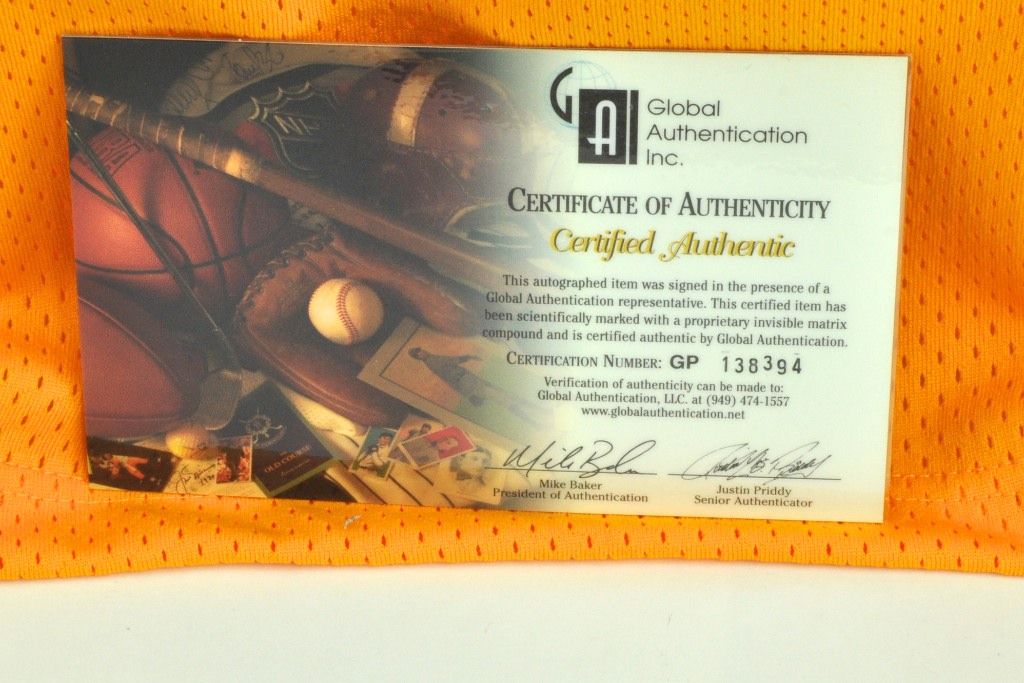 GAI
Global
Authentication
Inc.
CERTIFICATE OF AUTHENTICITY
Certified Authentic
This autographed item was signed in the presence of a
Global Authentication representative. This certified item has
been scientifically marked with a proprietary invisible matrix
compound and is certified authentic by Global Authentication.
CERTIFICATION NUMBER: GP 138394
Verification of authenticity can be made to:
Global Authentication, LLC. at (949) 474-1557
www.globalauthentication.net
Mike Baker
President of Authentication
Justin Priddy
Senior Authenticator
OLD COURSE